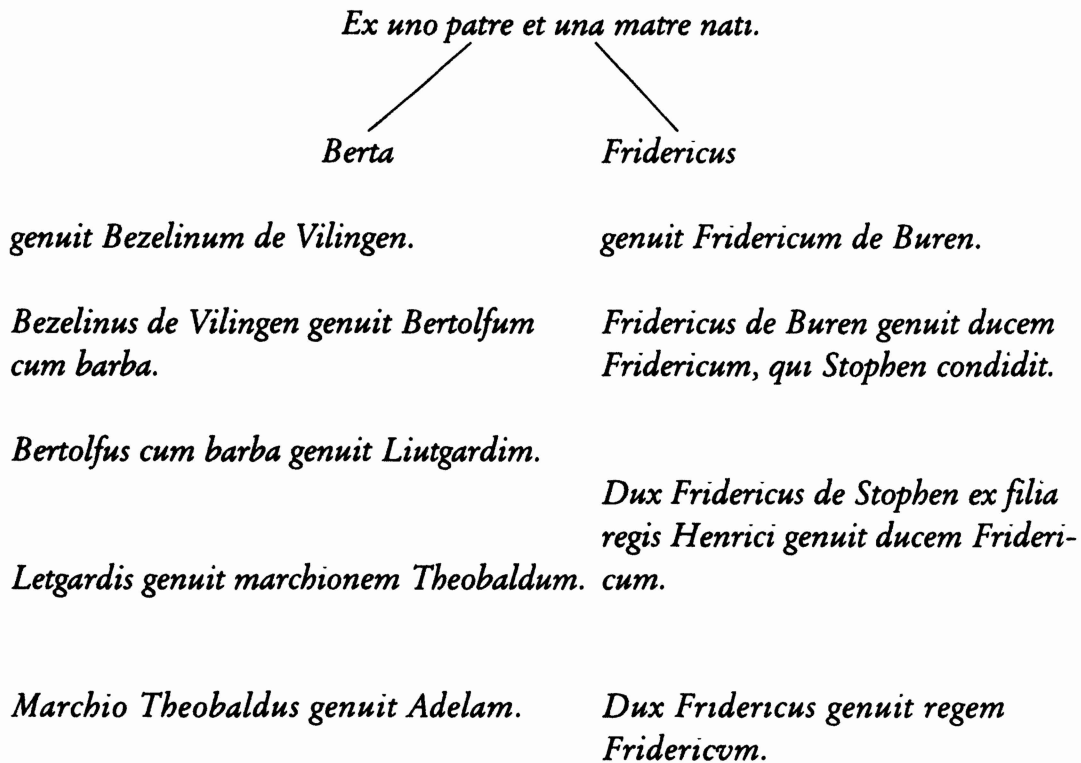 Ex uno patre et una matre nati.
Berta
Fridericus
genuit Bezelinum de Vilingen.
genuit Fridericum de Buren.
Bezelinus de Vilingen genuit Bertolfum
cum barba.
Fridericus de Buren genuit ducem
Fridericum, qui Stophen condidit.
Bertolfus cum barba genuit Liutgardim.
Dux Fridericus de Stophen ex filia
regis Henrici genuit ducem Frideri-
cum.
Letgardis genuit marchionem Theobaldum.
Marchio Theobaldus genuit Adelam.
Dux Fridericus genuit regem
Fridericvm.